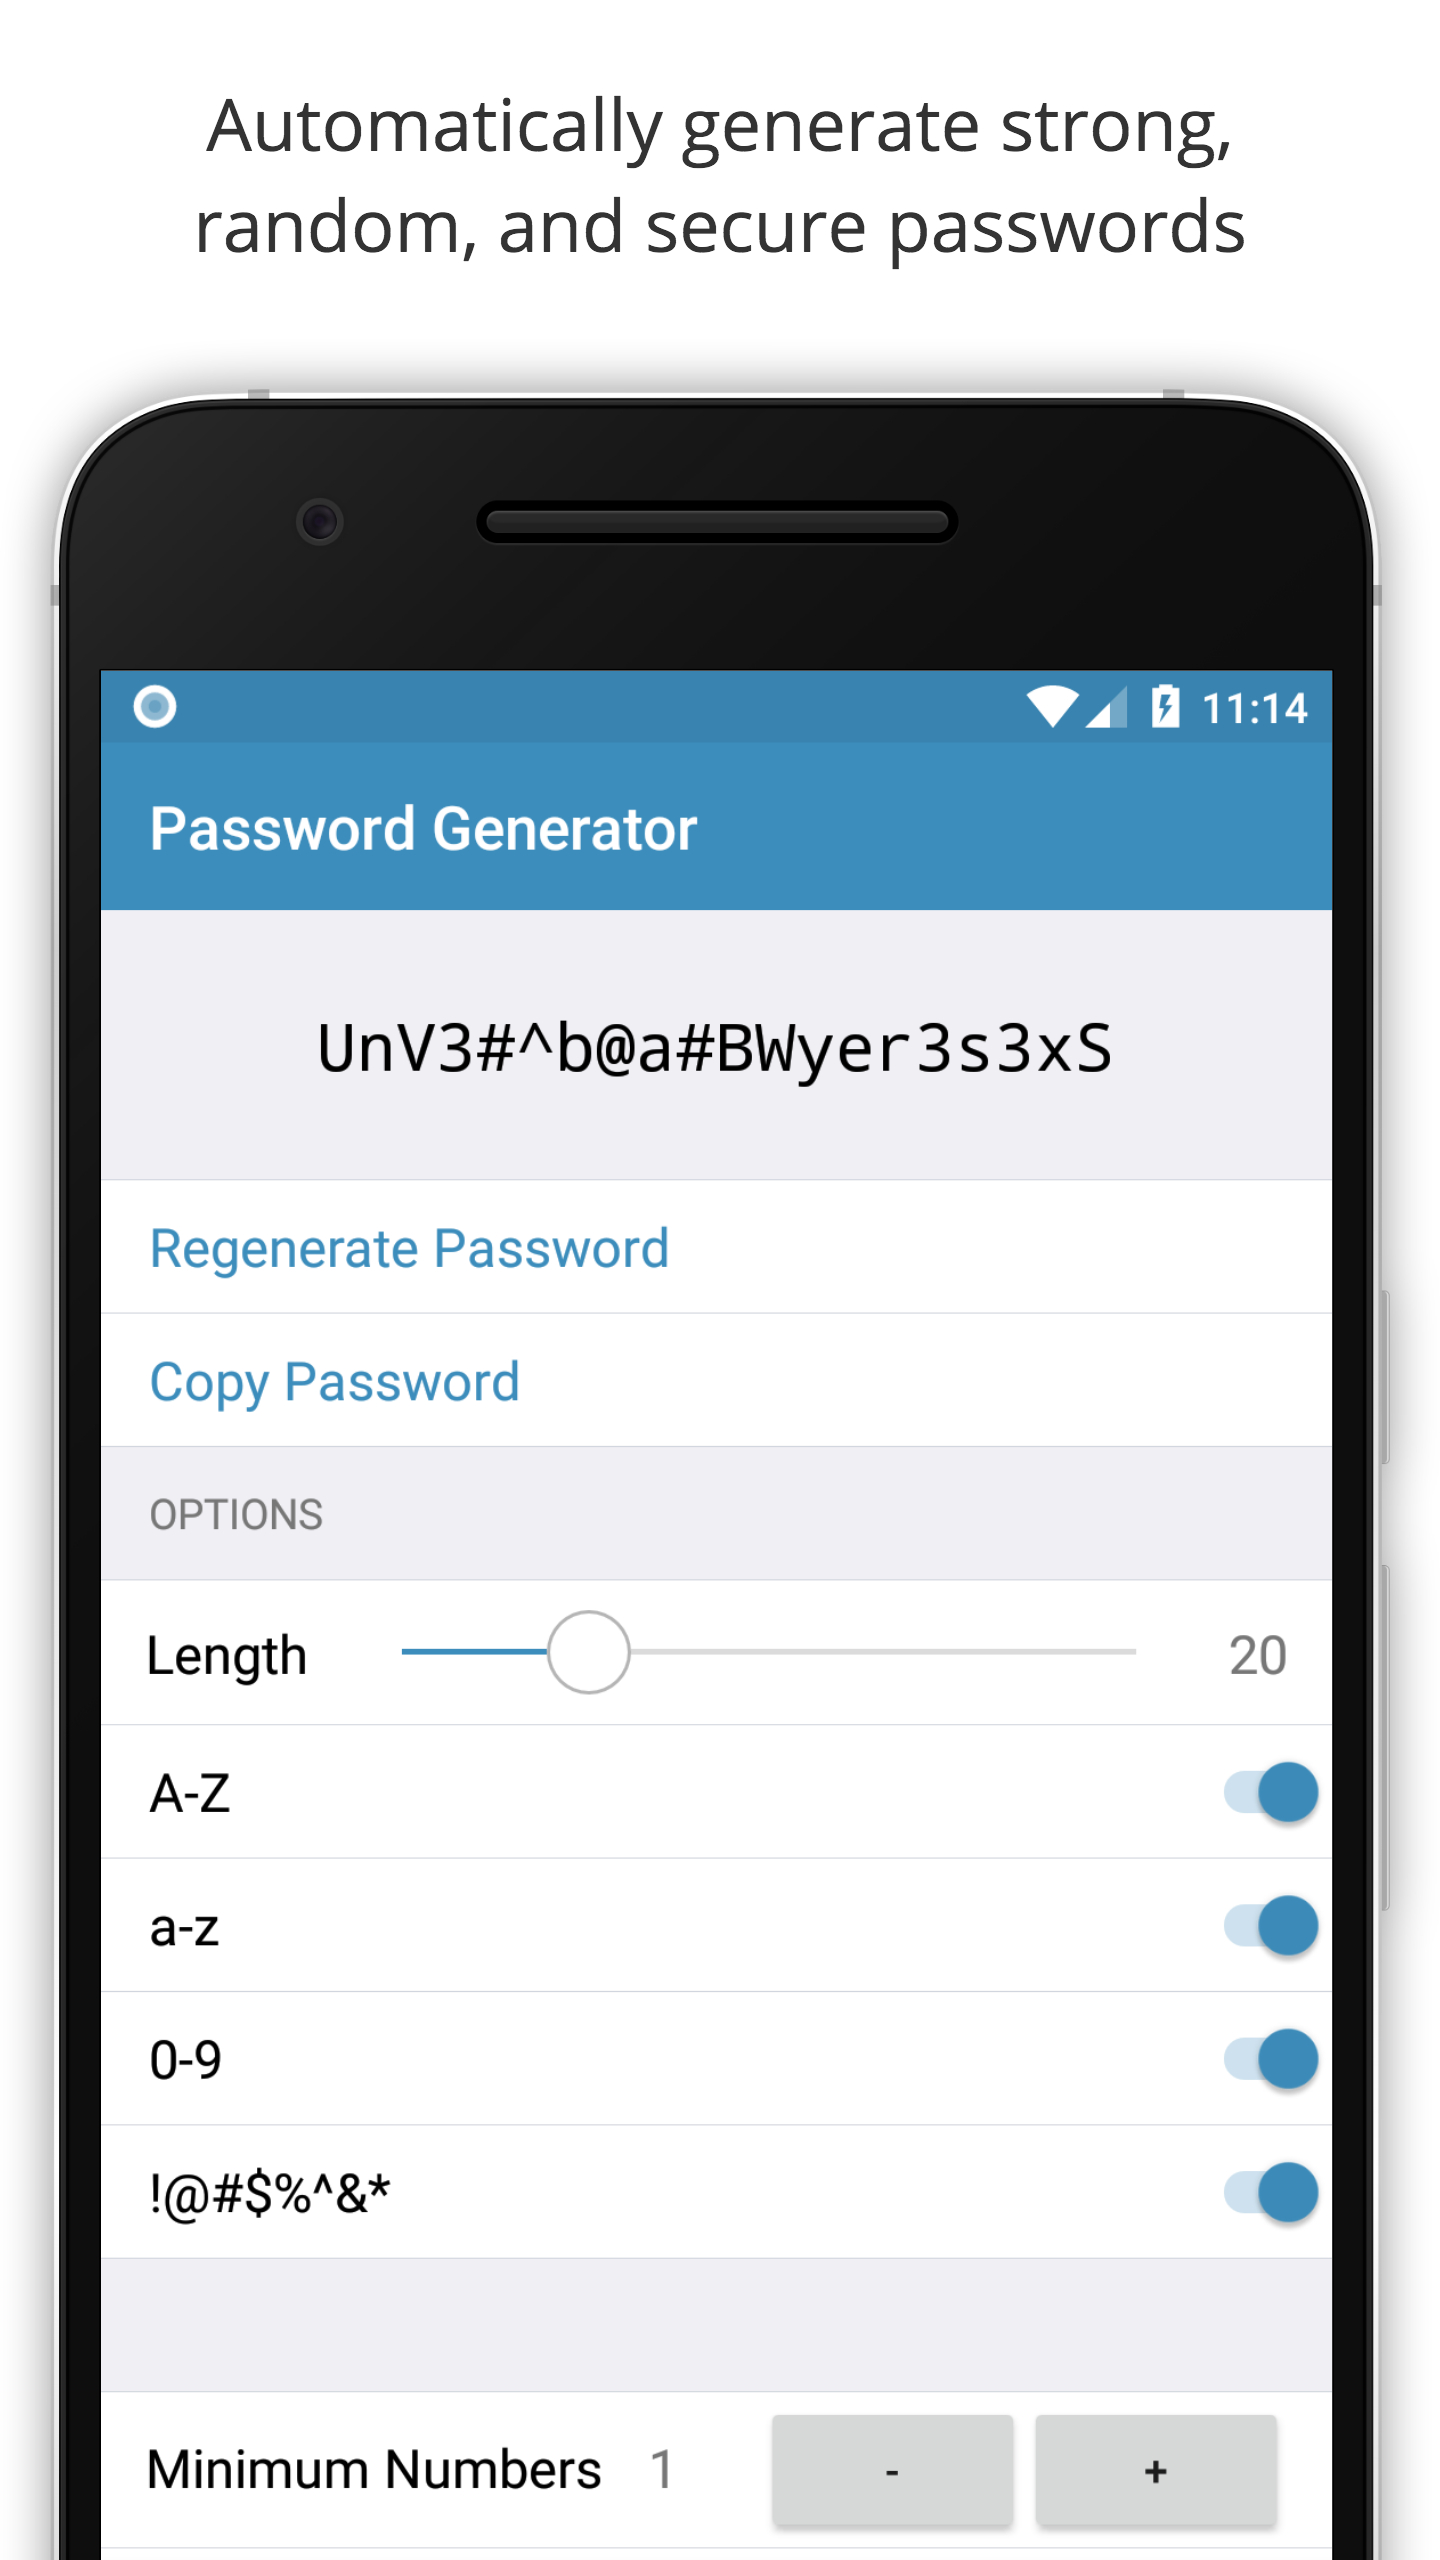 Automatically generate strong,
random, and secure passwords
11:14
Password Generator
UnV3#^b@a#BWyer3s3xS
Regenerate Password
Copy Password
OPTIONS
Length 20
A-Z
a-z
0-9
!@#$%^&*
Minimum Numbers 1 - +